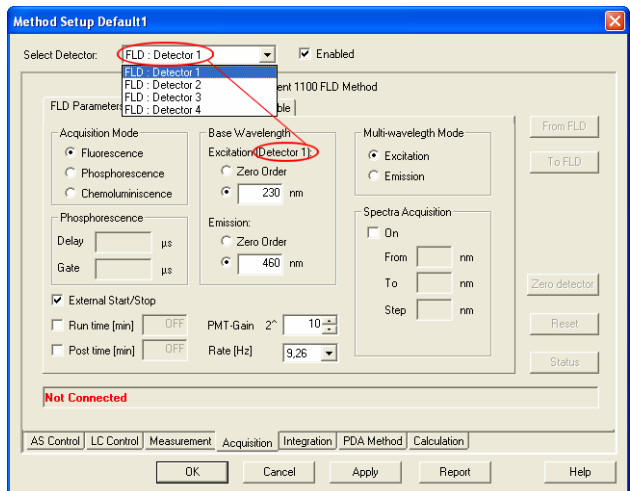 Method Setup Default1
Select Detector: FLD : Detector 1 Enabled
FLD : Detector 1
FLD : Detector 2
FLD : Detector 3
FLD : Detector 4
1100 FLD Method
FLD Parameters
Acquisition Mode
Fluorescence
Phosphorescence
Chemoluminiscence
Base Wavelength
Excitation (Detector 1):
Zero Order
230 nm
Emission:
Zero Order
460 nm
Multi-wavelegth Mode
Excitation
Emission
From FLD
To FLD
Phosphorescence
Delay µs
Gate µs
Spectra Acquisition
On
From nm
To nm
Step nm
Zero detector
Reset
Status
External Start/Stop
Run time [min] OFF
Post time [min] OFF
PMT-Gain 2^ 10
Rate [Hz] 9,26
Not Connected
AS Control LC Control Measurement Acquisition Integration PDA Method Calculation
OK Cancel Apply Report Help